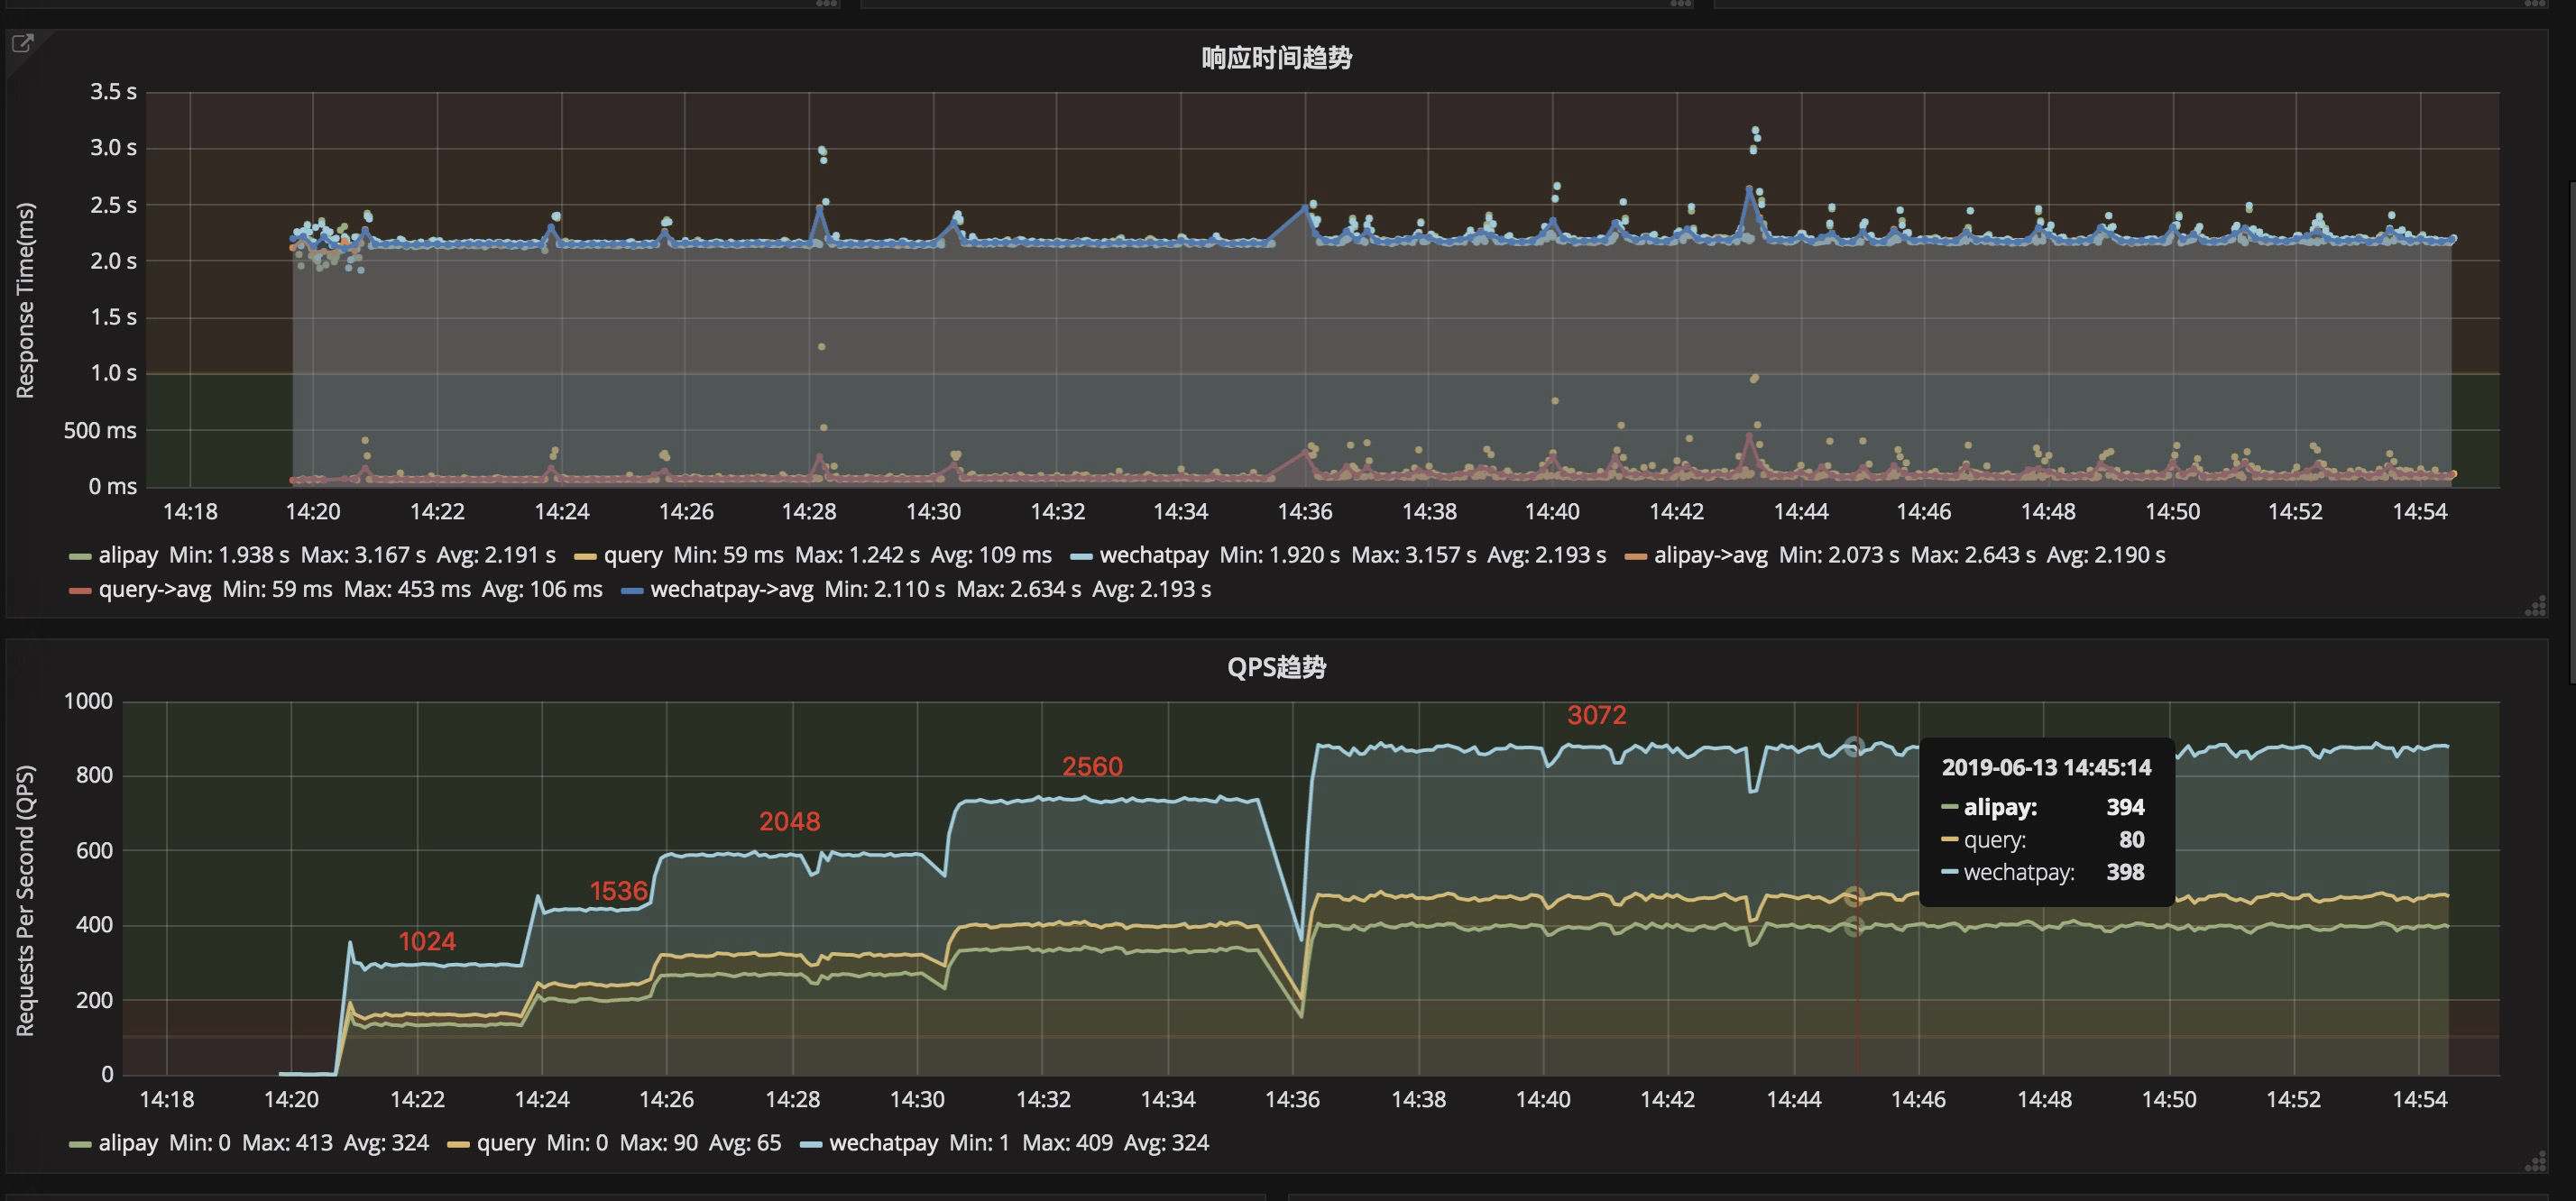 响应时间趋势
3.5 s
3.0 s
2.5 s
2.0 s
1.5 s
1.0 s
500 ms
0 ms
Response Time(ms)
14:18 14:20 14:22 14:24 14:26 14:28 14:30 14:32 14:34 14:36 14:38 14:40 14:42 14:44 14:46 14:48 14:50 14:52 14:54
alipay Min: 1.938 s Max: 3.167 s Avg: 2.191 s query Min: 59 ms Max: 1.242 s Avg: 109 ms wechatpay Min: 1.920 s Max: 3.157 s Avg: 2.193 s alipay->avg Min: 2.073 s Max: 2.643 s Avg: 2.190 s
query->avg Min: 59 ms Max: 453 ms Avg: 106 ms wechatpay->avg Min: 2.110 s Max: 2.634 s Avg: 2.193 s
QPS趋势
1000
800
600
400
200
0
Requests Per Second (QPS)
1024
1536
2048
2560
3072
2019-06-13 14:45:14
alipay: 394
query: 80
wechatpay: 398
14:18 14:20 14:22 14:24 14:26 14:28 14:30 14:32 14:34 14:36 14:38 14:40 14:42 14:44 14:46 14:48 14:50 14:52 14:54
alipay Min: 0 Max: 413 Avg: 324 query Min: 0 Max: 90 Avg: 65 wechatpay Min: 1 Max: 409 Avg: 324